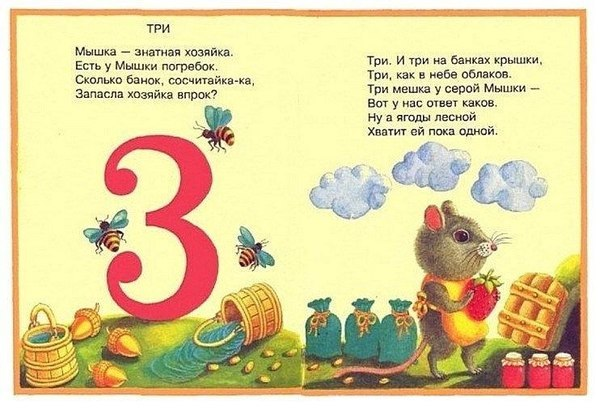 ТРИ
Мышка — знатная хозяйка.
Есть у Мышки погребок.
Сколько банок, сосчитайка-ка,
Запасла хозяйка впрок?
3
Три. И три на банках крышки,
Три, как в небе облаков.
Три мешка у серой Мышки —
Вот у нас ответ каков.
Ну а ягоды лесной
Хватит ей пока одной.